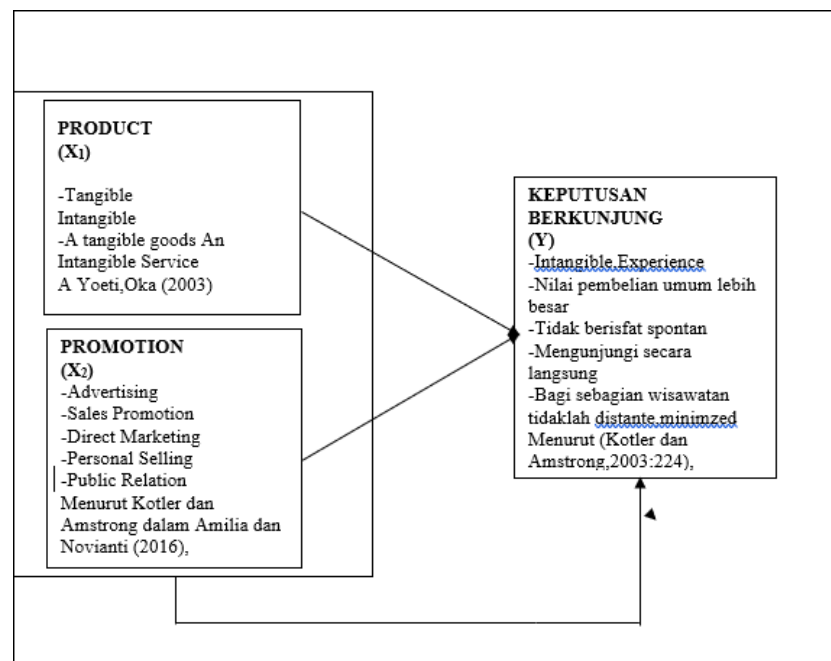 PRODUCT
(X1)
-Tangible
Intangible
-A tangible goods An
Intangible Service
A Yoeti,Oka (2003)
PROMOTION
(X2)
-Advertising
-Sales Promotion
-Direct Marketing
-Personal Selling
-Public Relation
Menurut Kotler dan
Amstrong dalam Amilia dan
Novianti (2016),
KEPUTUSAN
BERKUNJUNG
(Y)
-Intangible.Experience
-Nilai pembelian umum lebih
besar
-Tidak berisfat spontan
-Mengunjungi secara
langsung
-Bagi sebagian wisawatan
tidaklah distante.minimzed
Menurut (Kotler dan
Amstrong,2003:224),